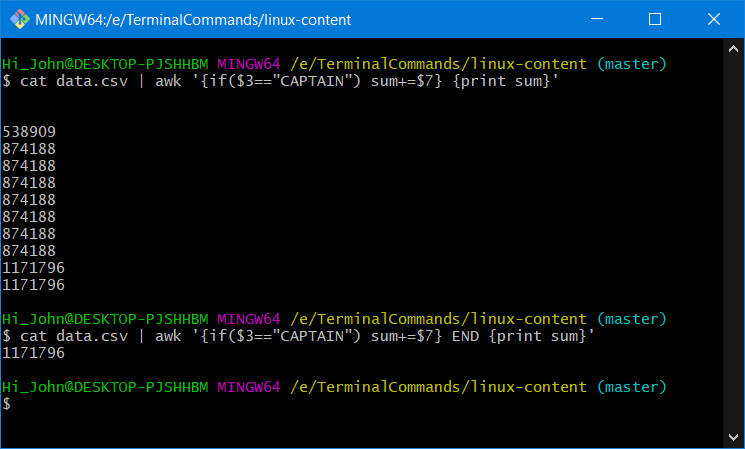 MINGW64:/e/TerminalCommands/linux-content
Hi_John@DESKTOP-PJSHHBM MINGW64 /e/TerminalCommands/linux-content (master)
$ cat data.csv | awk '{if($3=="CAPTAIN") sum+=$7} {print sum}'
538909
874188
874188
874188
874188
874188
874188
874188
1171796
1171796
Hi_John@DESKTOP-PJSHHBM MINGW64 /e/TerminalCommands/linux-content (master)
$ cat data.csv | awk '{if($3=="CAPTAIN") sum+=$7} END {print sum}'
1171796
Hi_John@DESKTOP-PJSHHBM MINGW64 /e/TerminalCommands/linux-content (master)
$